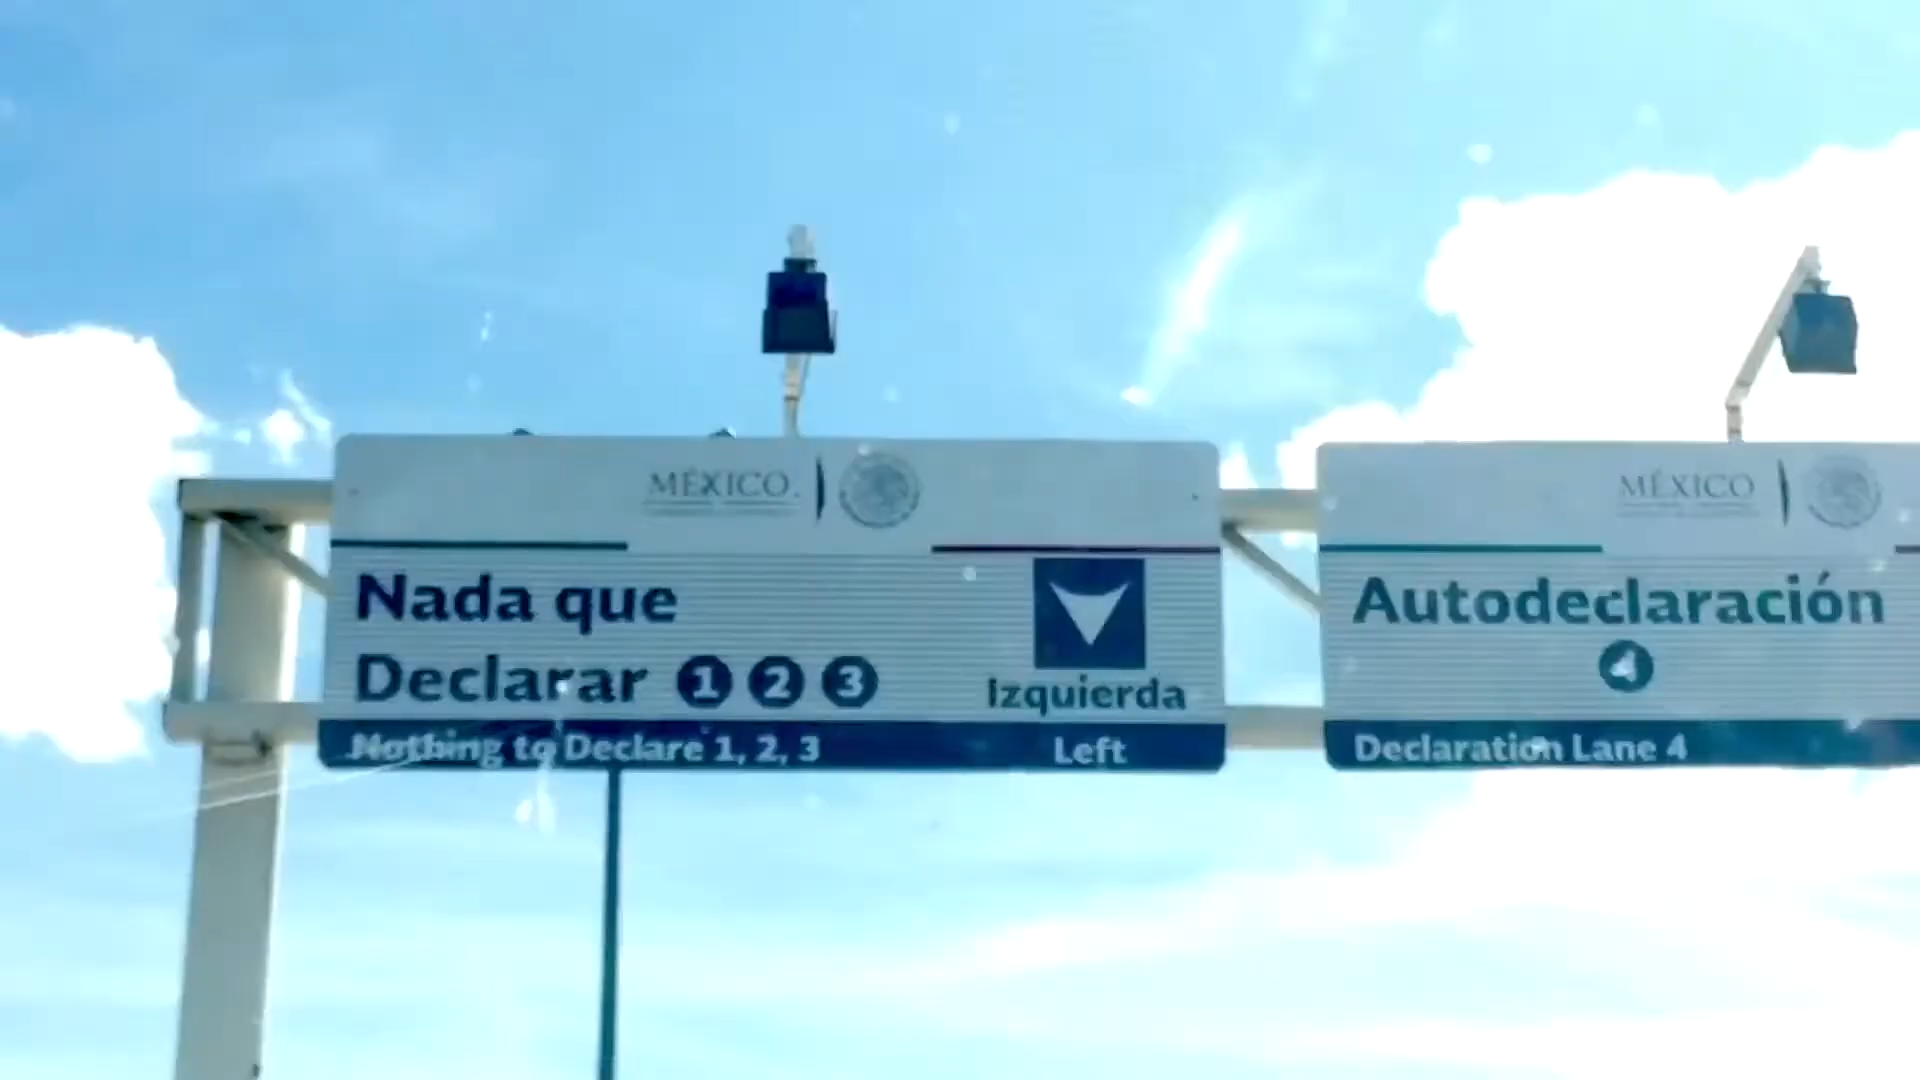 MÉXICO
Nada que
Declarar 1 2 3
Izquierda
Nothing to Declare 1, 2, 3
Left
MÉXICO
Autodeclaración
4
Declaration Lane 4